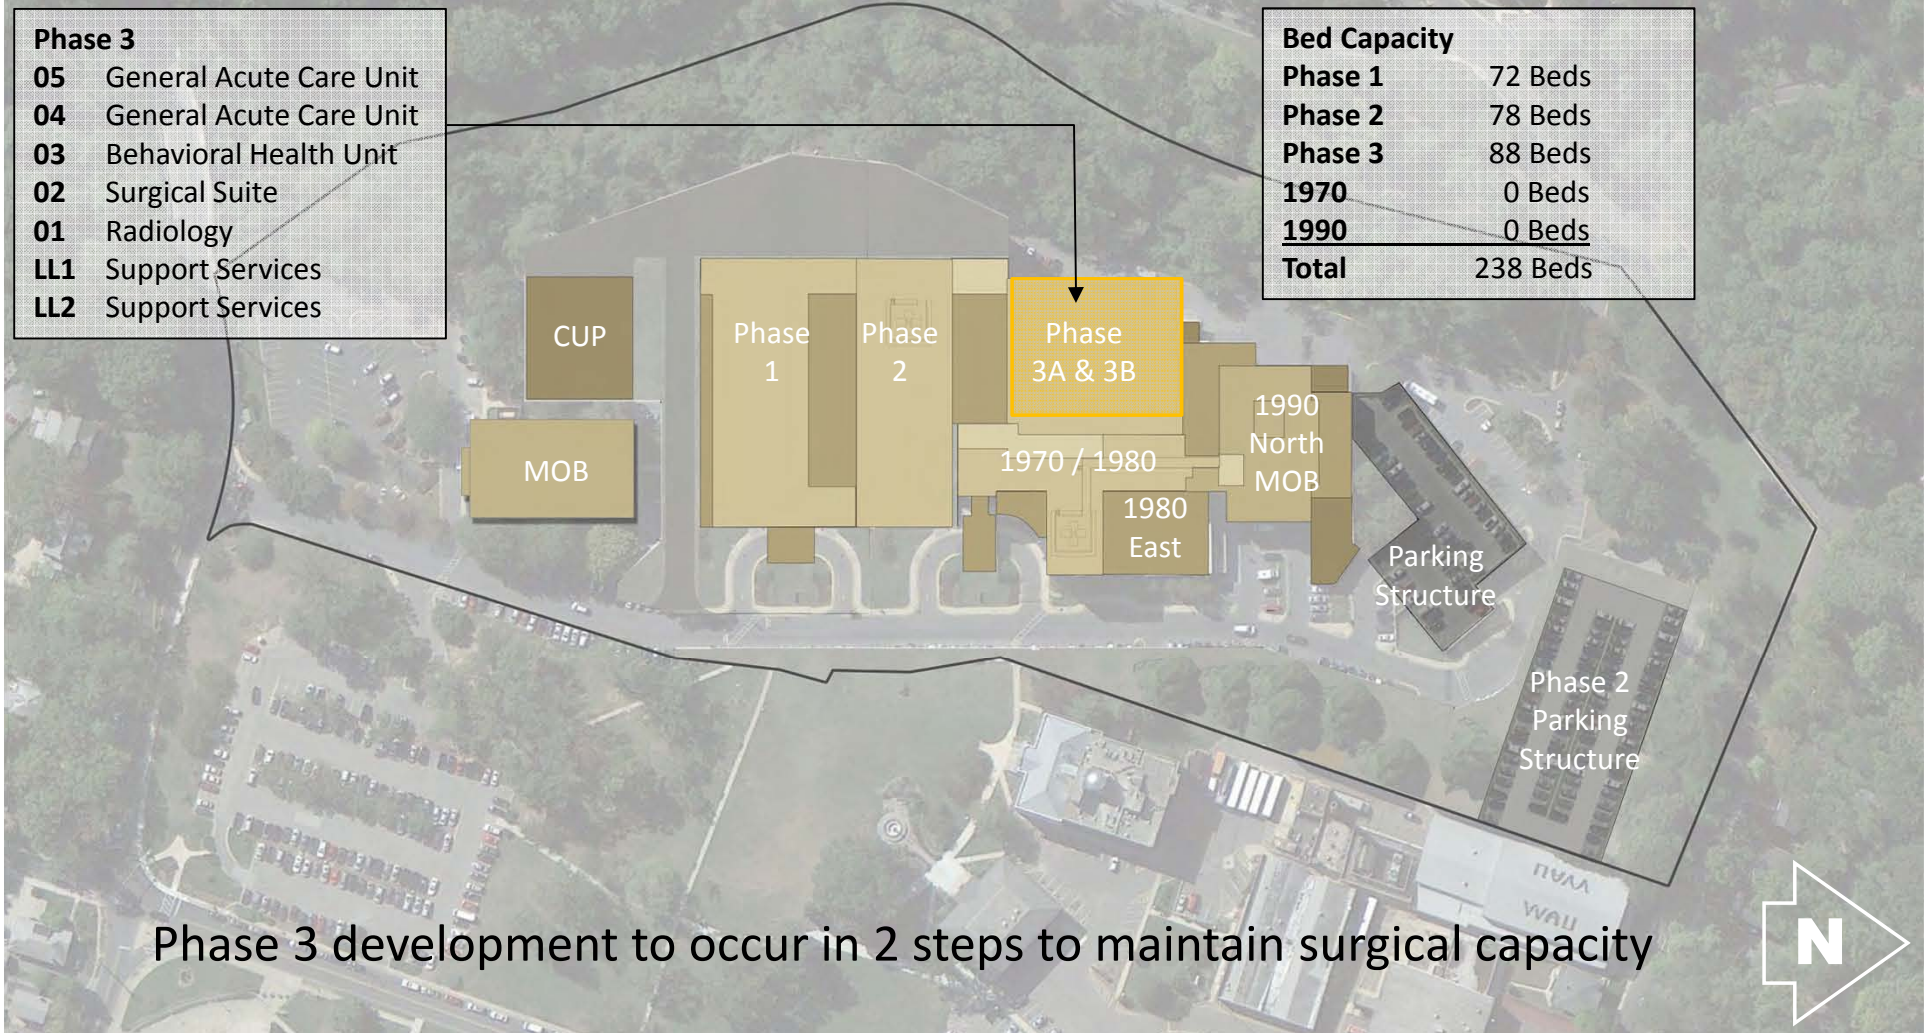 Phase 3
05 General Acute Care Unit
04 General Acute Care Unit
03 Behavioral Health Unit
02 Surgical Suite
01 Radiology
LL1 Support Services
LL2 Support Services
Bed Capacity
Phase 1 72 Beds
Phase 2 78 Beds
Phase 3 88 Beds
1970 0 Beds
1990 0 Beds
Total 238 Beds
CUP
MOB
Phase
1
Phase
2
Phase
3A & 3B
1970 / 1980
1980
East
1990
North
MOB
Parking
Structure
Phase 2
Parking
Structure
Phase 3 development to occur in 2 steps to maintain surgical capacity
N